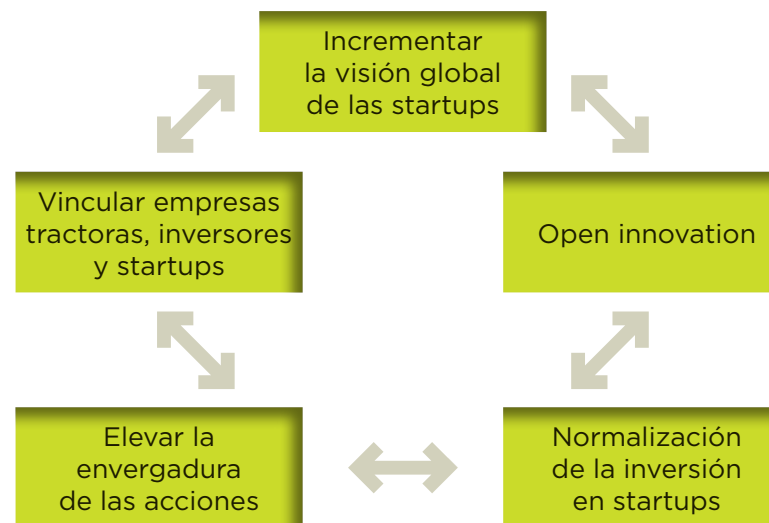 Incrementar
la visión global
de las startups
Vincular empresas
tractoras, inversores
y startups
Open innovation
Elevar la
envergadura
de las acciones
Normalización
de la inversión
en startups